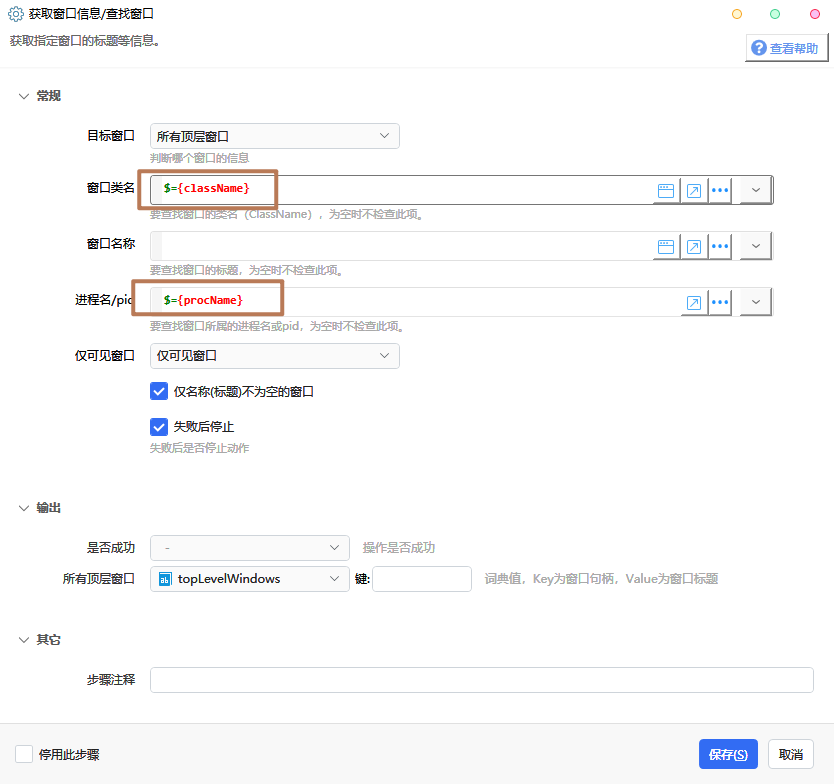 获取窗口信息/查找窗口
获取指定窗口的标题等信息。
查看帮助
常规
目标窗口 所有顶层窗口
判断哪个窗口的信息
窗口类名 $={className}
要查找窗口的类名（ClassName），为空时不检查此项。
窗口名称
要查找窗口的标题，为空时不检查此项。
进程名/pid $={procName}
要查找窗口所属的进程名或pid，为空时不检查此项。
仅可见窗口 仅可见窗口
仅名称(标题)不为空的窗口
失败后停止
失败后是否停止动作
输出
是否成功 - 操作是否成功
所有顶层窗口 ab topLevelWindows 键: 词典值，Key为窗口句柄，Value为窗口标题
其它
步骤注释
停用此步骤 保存(S) 取消